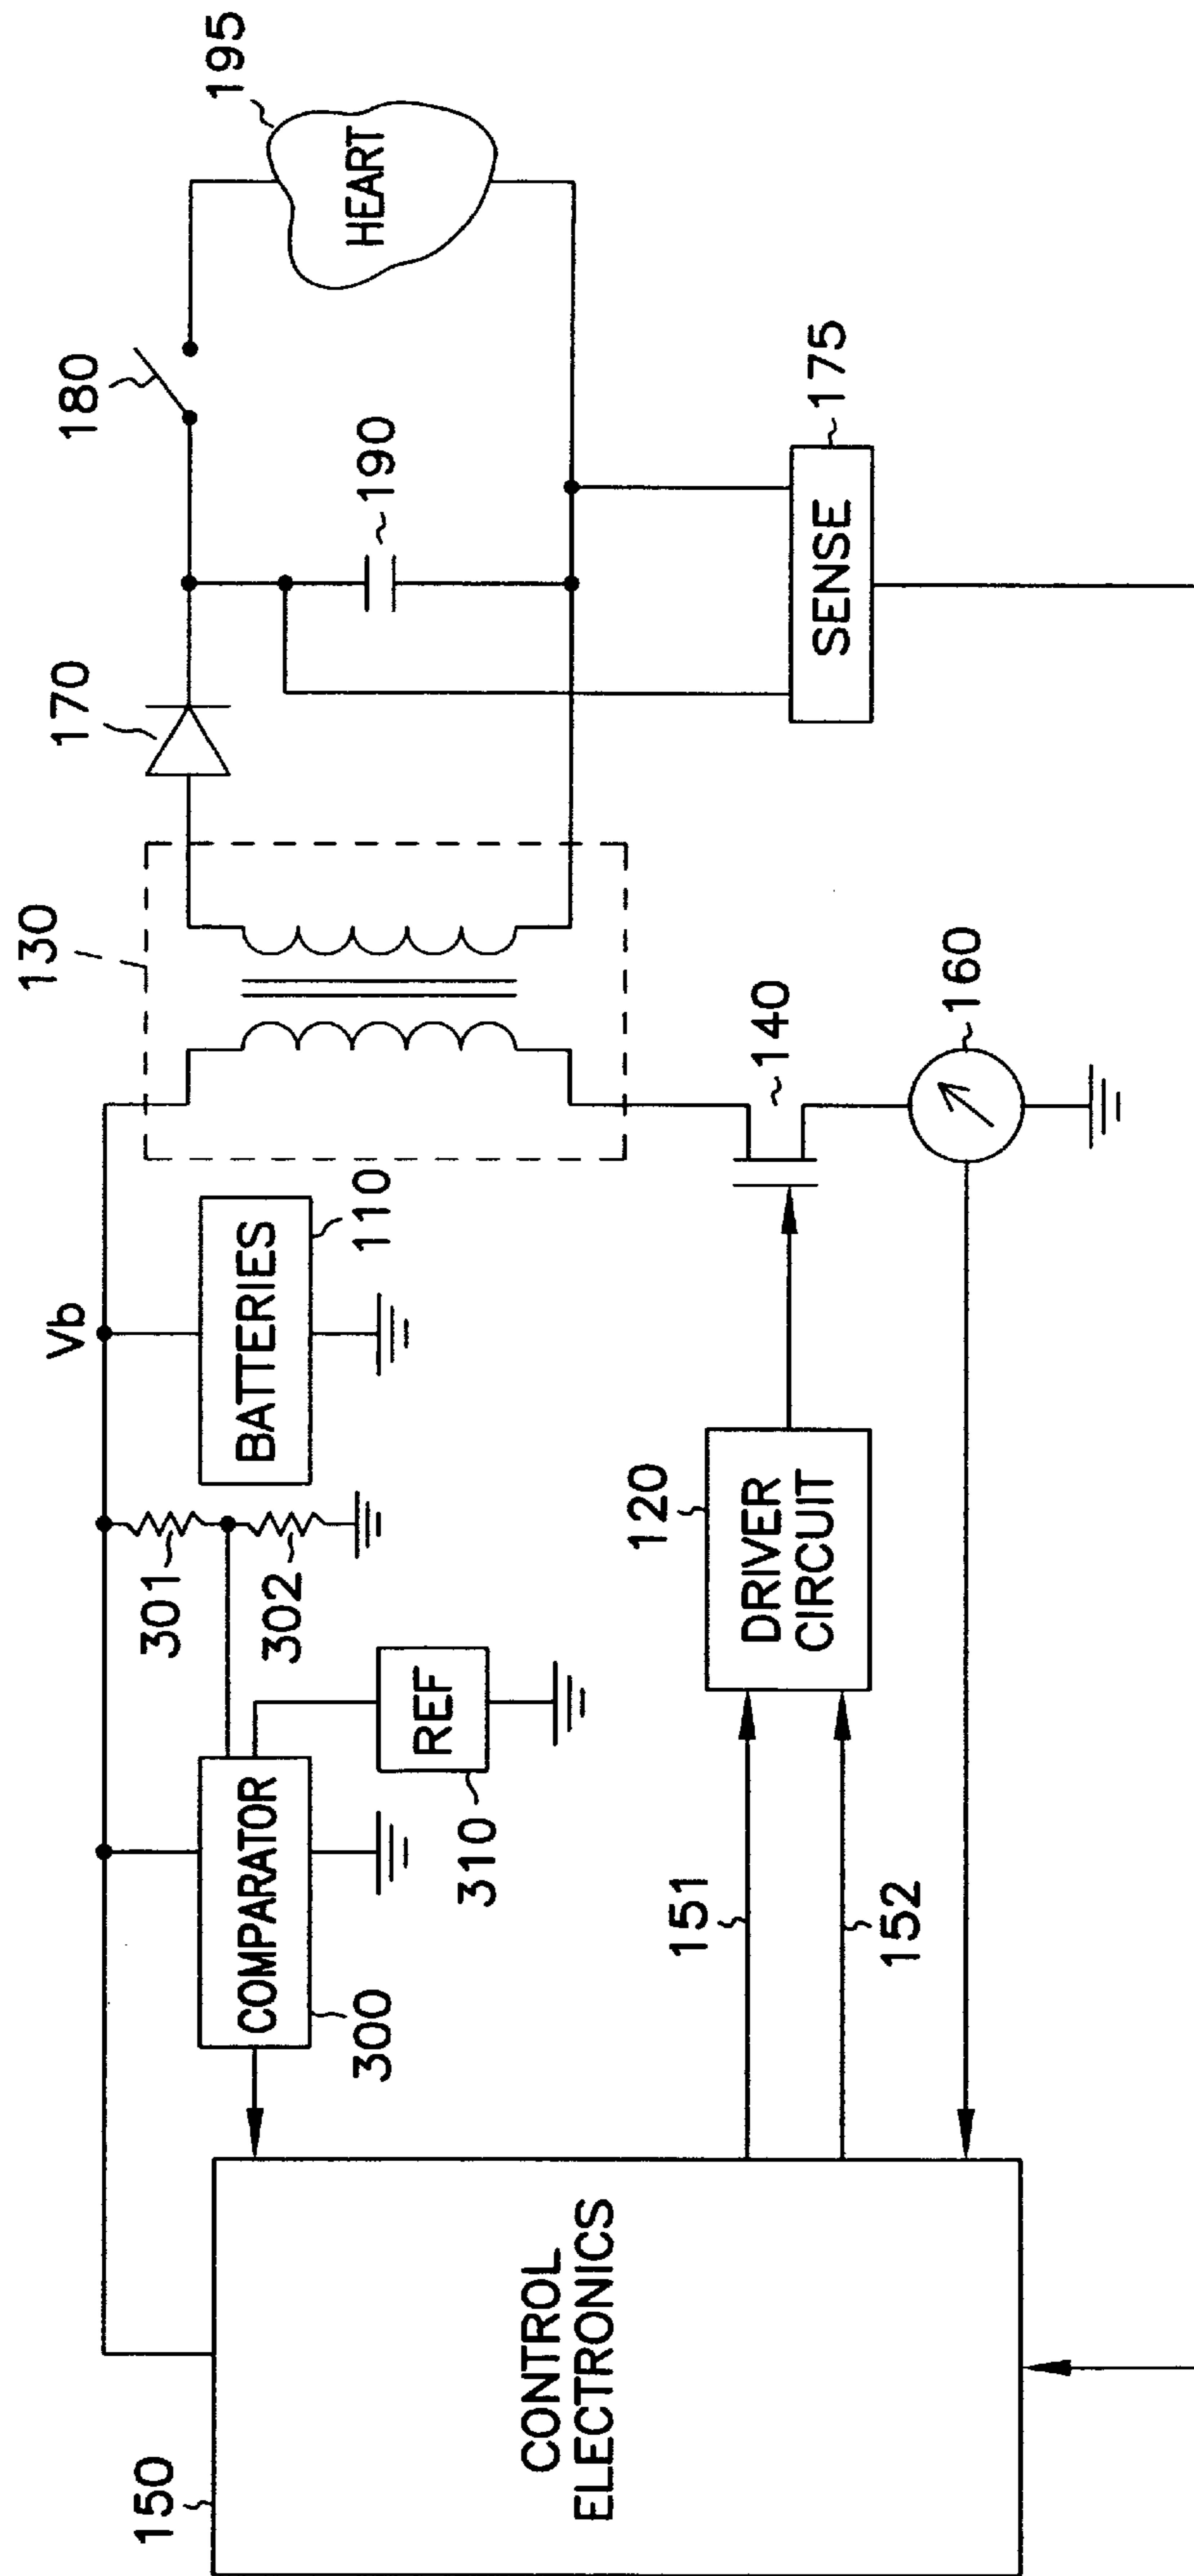 150
CONTROL
ELECTRONICS
COMPARATOR
300
REF
310
301
302
Vb
BATTERIES
110
151
152
120
DRIVER
CIRCUIT
130
140
160
170
180
190
HEART
195
SENSE
175